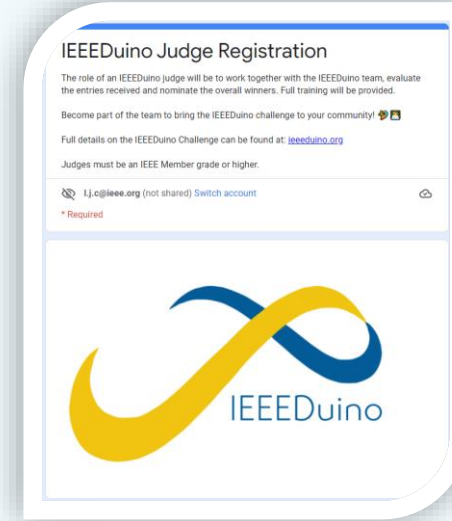 IEEEDuino Judge Registration
The role of an IEEEDuino judge will be to work together with the IEEEDuino team, evaluate
the entries received and nominate the overall winners. Full training will be provided.
Become part of the team to bring the IEEEDuino challenge to your community!
Full details on the IEEEDuino Challenge can be found at: ieeeduino.org
Judges must be an IEEE Member grade or higher.
l.j.c@ieee.org (not shared) Switch account
* Required
IEEEDuino